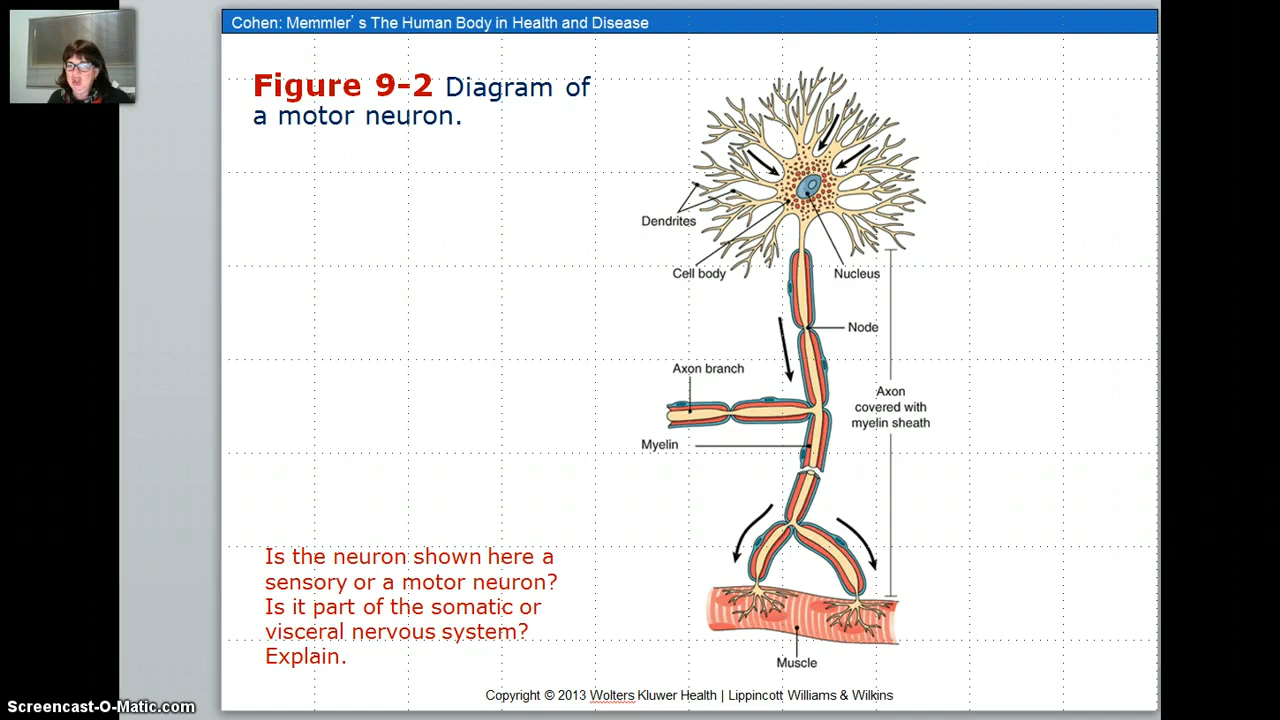 Cohen: Memmler’s The Human Body in Health and Disease
Figure 9-2 Diagram of
a motor neuron.
Dendrites
Cell body
Nucleus
Node
Axon branch
Axon
covered with
myelin sheath
Myelin
Is the neuron shown here a
sensory or a motor neuron?
Is it part of the somatic or
visceral nervous system?
Explain.
Muscle
Copyright © 2013 Wolters Kluwer Health | Lippincott Williams & Wilkins
Screencast-O-Matic.com